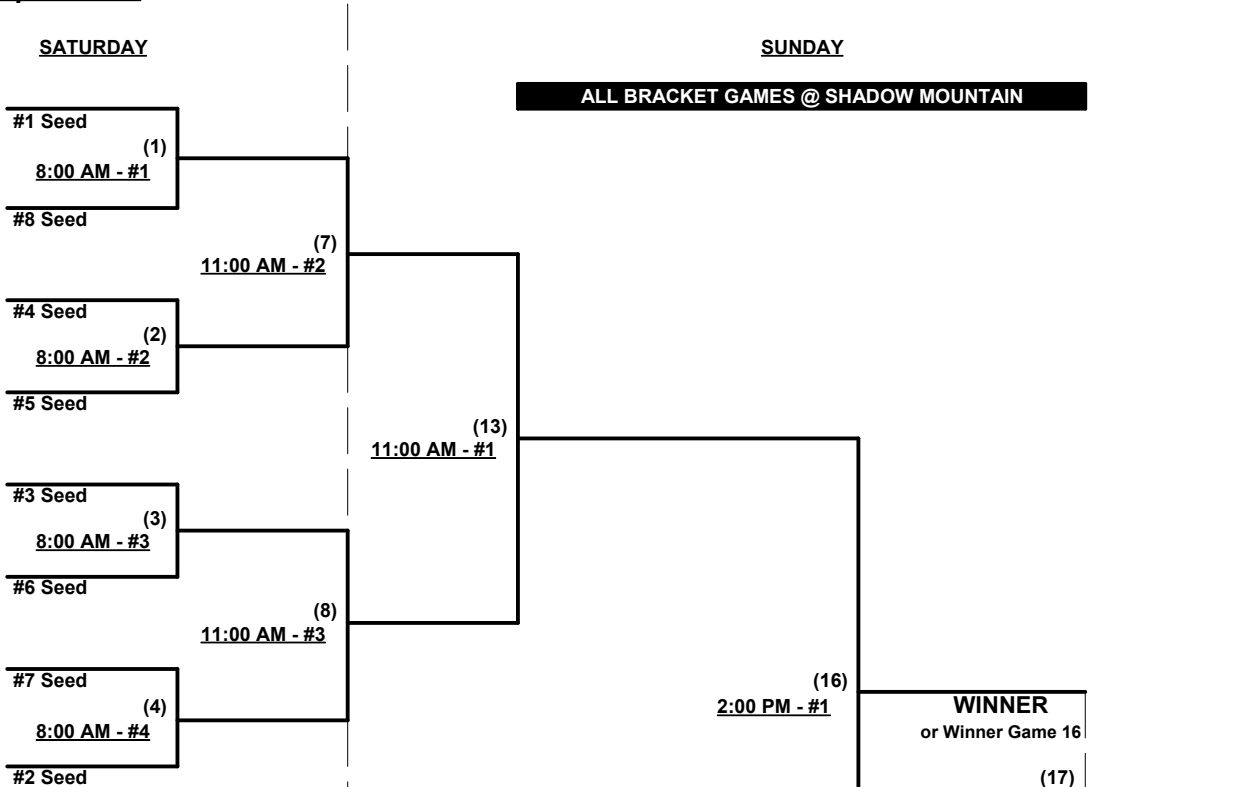 SATURDAY
SUNDAY
ALL BRACKET GAMES @ SHADOW MOUNTAIN
#1 Seed
(1)
8:00 AM - #1
#8 Seed
(7)
11:00 AM - #2
#4 Seed
(2)
8:00 AM - #2
#5 Seed
(13)
11:00 AM - #1
#3 Seed
(3)
8:00 AM - #3
#6 Seed
(8)
11:00 AM - #3
#7 Seed
(4)
8:00 AM - #4
#2 Seed
(16)
2:00 PM - #1
WINNER
or Winner Game 16
(17)